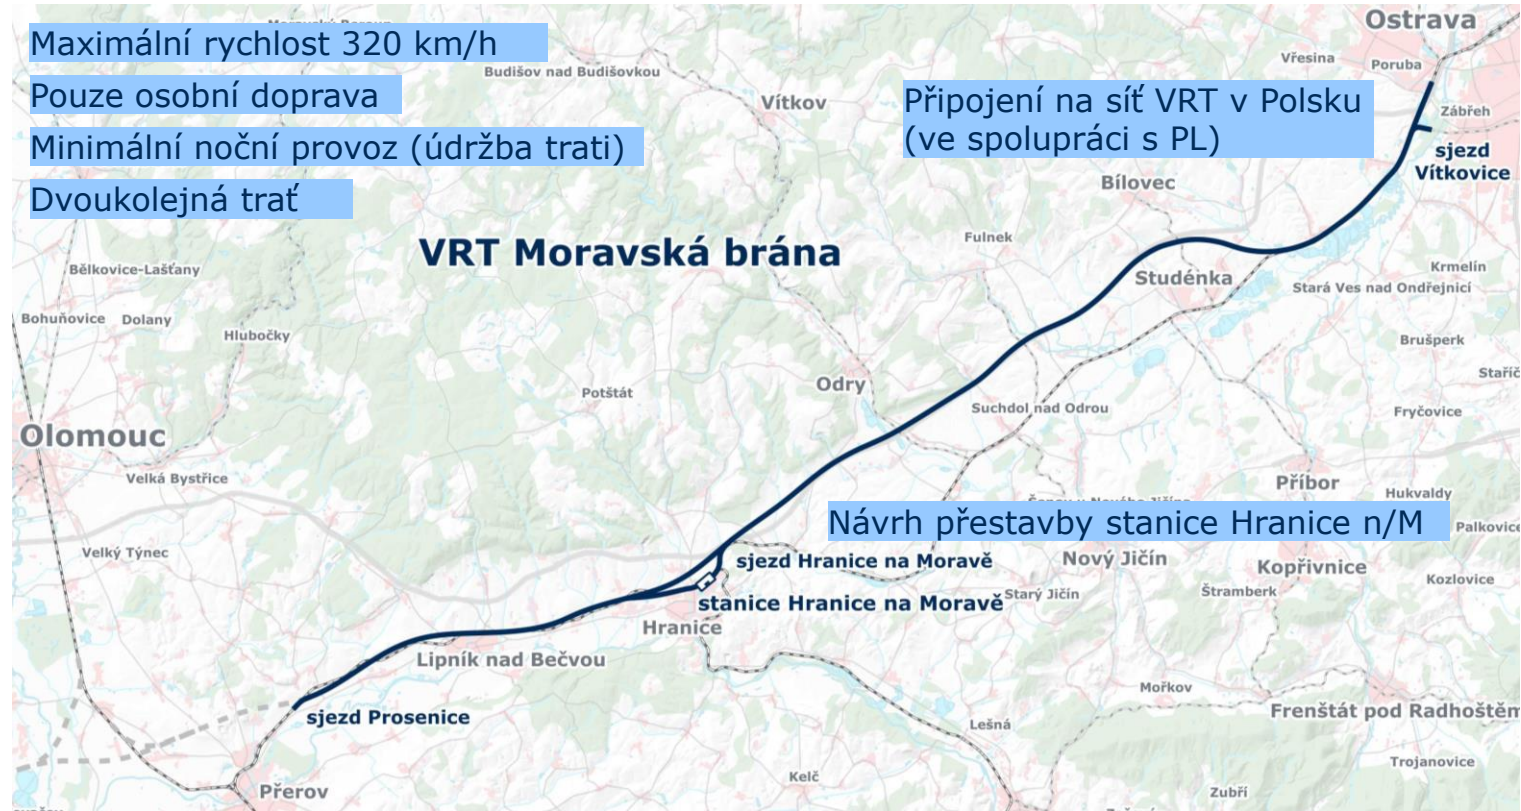 Maximální rychlost 320 km/h
Pouze osobní doprava
Minimální noční provoz (údržba trati)
Dvoukolejná trať
Připojení na síť VRT v Polsku
(ve spolupráci s PL)
VRT Moravská brána
Návrh přestavby stanice Hranice n/M
Ostrava
Vřesina
Poruba
Zábřeh
sjezd
Vítkovice
Budišov nad Budišovkou
Vítkov
Bílovec
Fulnek
Studénka
Krmelín
Stará Ves nad Ondřejnicí
Brušperk
Bělkovice-Lašťany
Bohuňovice
Dolany
Hlubočky
Potštát
Odry
Suchdol nad Odrou
Fryčovice
Olomouc
Velká Bystřice
Příbor
Hukvaldy
Palkovice
Velký Týnec
sjezd Hranice na Moravě
Nový Jičín
Kopřivnice
Kozlovice
stanice Hranice na Moravě
Starý Jičín
Štramberk
Hranice
Lipník nad Bečvou
Mořkov
sjezd Prosenice
Lešná
Frenštát pod Radhoštěm
Trojanovice
Kelč
Přerov
Zubří